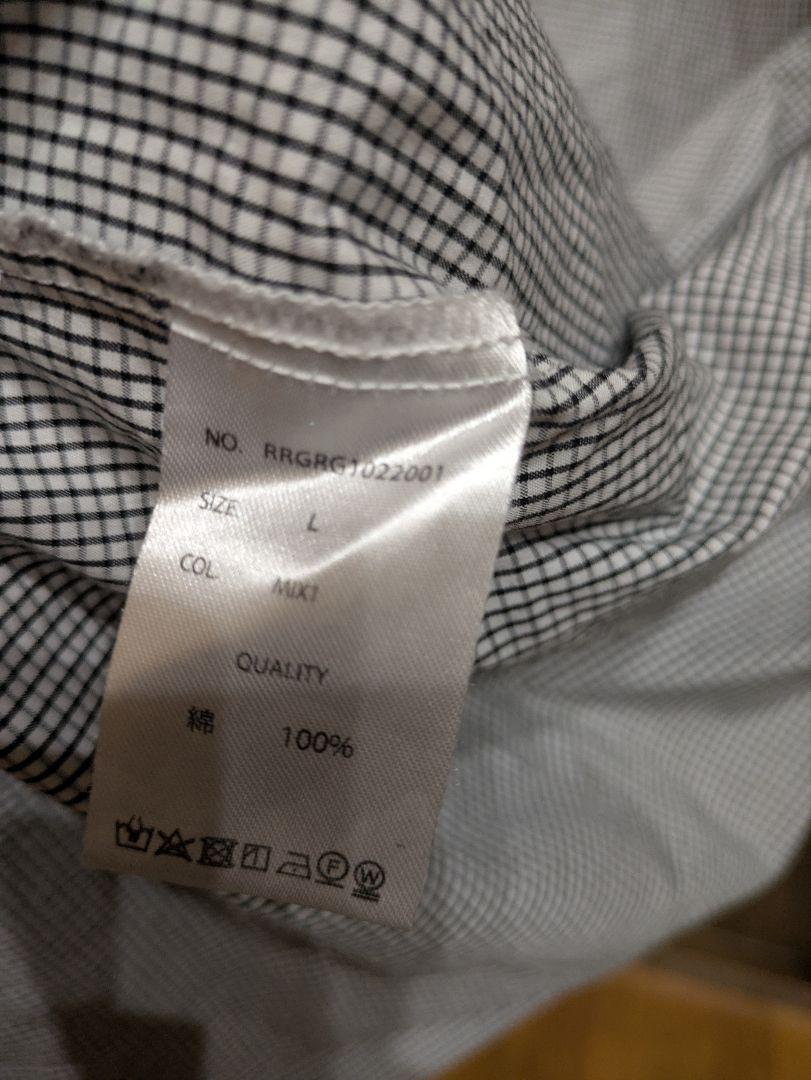 NO. RRGRG1022001
SIZE L
COL. MIX1
QUALITY
綿 100%
F W